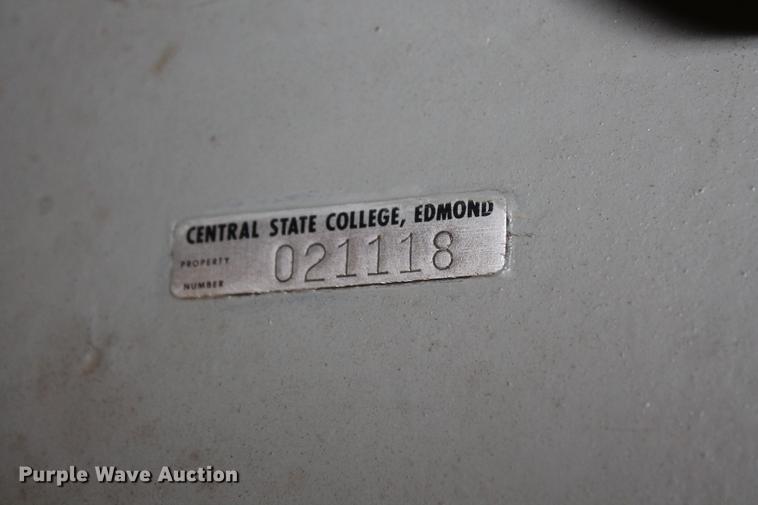 CENTRAL STATE COLLEGE, EDMOND
PROPERTY
NUMBER
021118
Purple Wave Auction